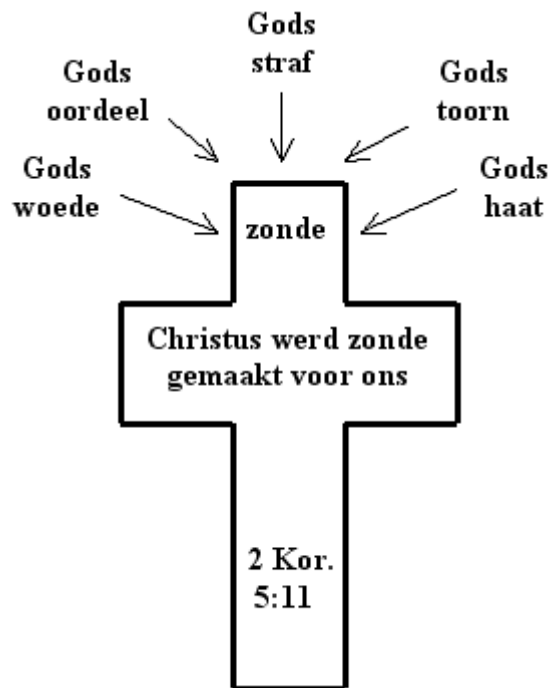 Gods
straf
Gods
oordeel
Gods
toorn
Gods
woede
Gods
haat
zonde
Christus werd zonde
gemaakt voor ons
2 Kor.
5:11